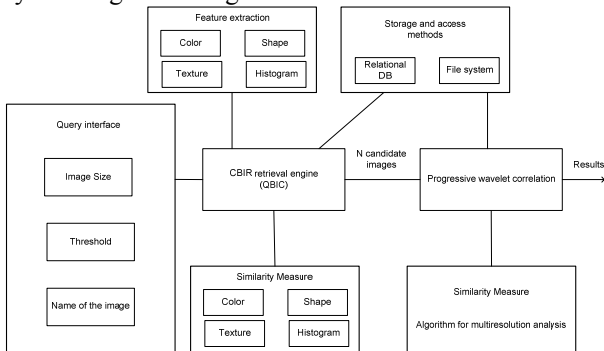 Feature extraction
Color
Shape
Texture
Histogram
Storage and access
methods
Relational
DB
File system
Query interface
Image Size
Threshold
Name of the image
CBIR retrieval engine
(QBIC)
N candidate
images
Progressive wavelet correlation
Results
Similarity Measure
Color
Shape
Texture
Histogram
Similarity Measure
Algorithm for multiresolution analysis